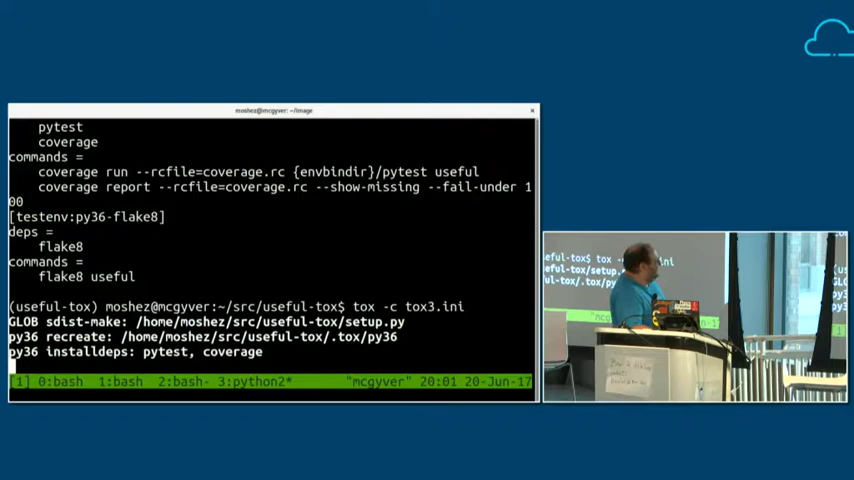 moshez@mcgyver: ~/image
pytest
coverage
commands =
coverage run --rcfile=coverage.rc {envbindir}/pytest useful
coverage report --rcfile=coverage.rc --show-missing --fail-under 1
00
[testenv:py36-flake8]
deps =
flake8
commands =
flake8 useful
(useful-tox) moshez@mcgyver:~/src/useful-tox$ tox -c tox3.ini
GLOB sdist-make: /home/moshez/src/useful-tox/setup.py
py36 recreate: /home/moshez/src/useful-tox/.tox/py36
py36 installdeps: pytest, coverage
[1] 0:bash 1:bash 2:bash- 3:python2* "mcgyver" 20:01 20-Jun-17